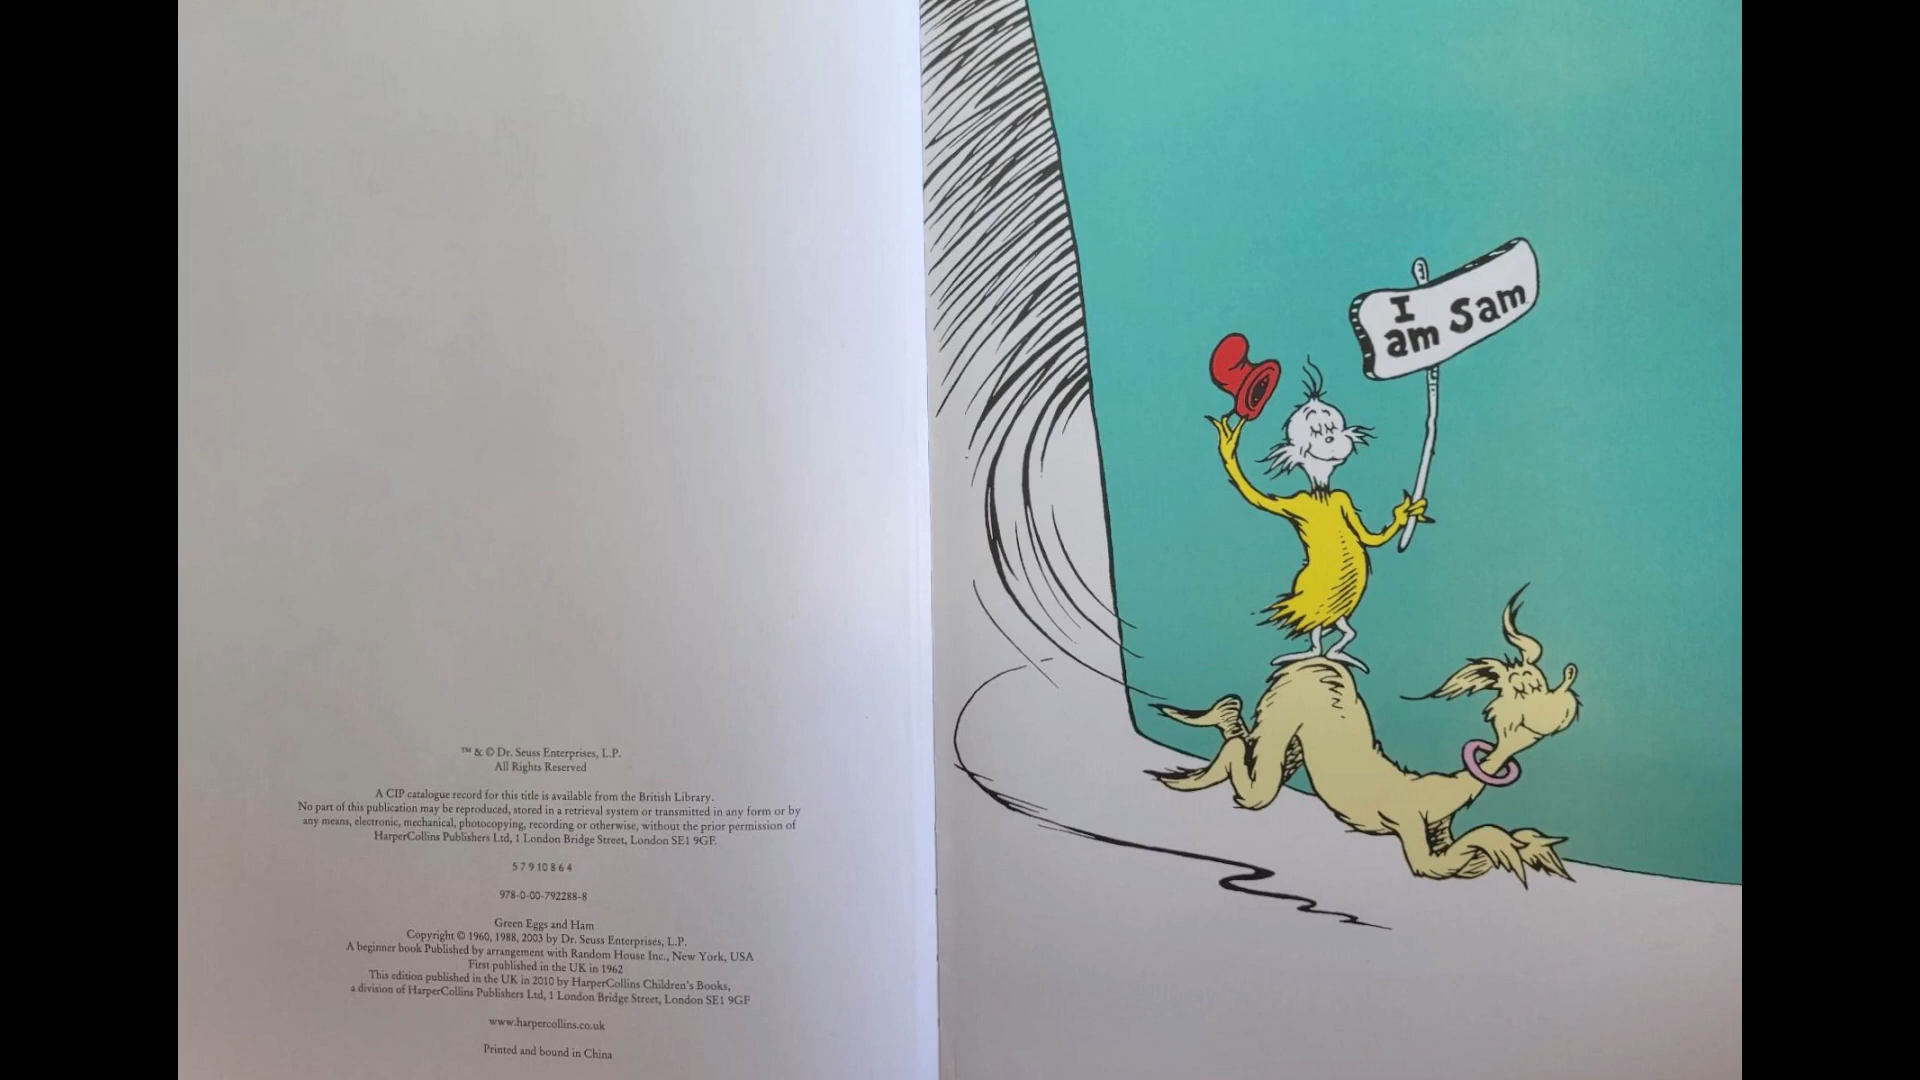 ™ & © Dr. Seuss Enterprises, L.P.
All Rights Reserved
A CIP catalogue record for this title is available from the British Library.
No part of this publication may be reproduced, stored in a retrieval system or transmitted in any form or by
any means, electronic, mechanical, photocopying, recording or otherwise, without the prior permission of
HarperCollins Publishers Ltd, 1 London Bridge Street, London SE1 9GF.
5 7 9 10 8 6 4
978-0-00-792288-8
Green Eggs and Ham
Copyright © 1960, 1988, 2003 by Dr. Seuss Enterprises, L.P.
A beginner book Published by arrangement with Random House Inc., New York, USA
First published in the UK in 1962
This edition published in the UK in 2010 by HarperCollins Children's Books,
a division of HarperCollins Publishers Ltd, 1 London Bridge Street, London SE1 9GF
www.harpercollins.co.uk
Printed and bound in China
I
am Sam